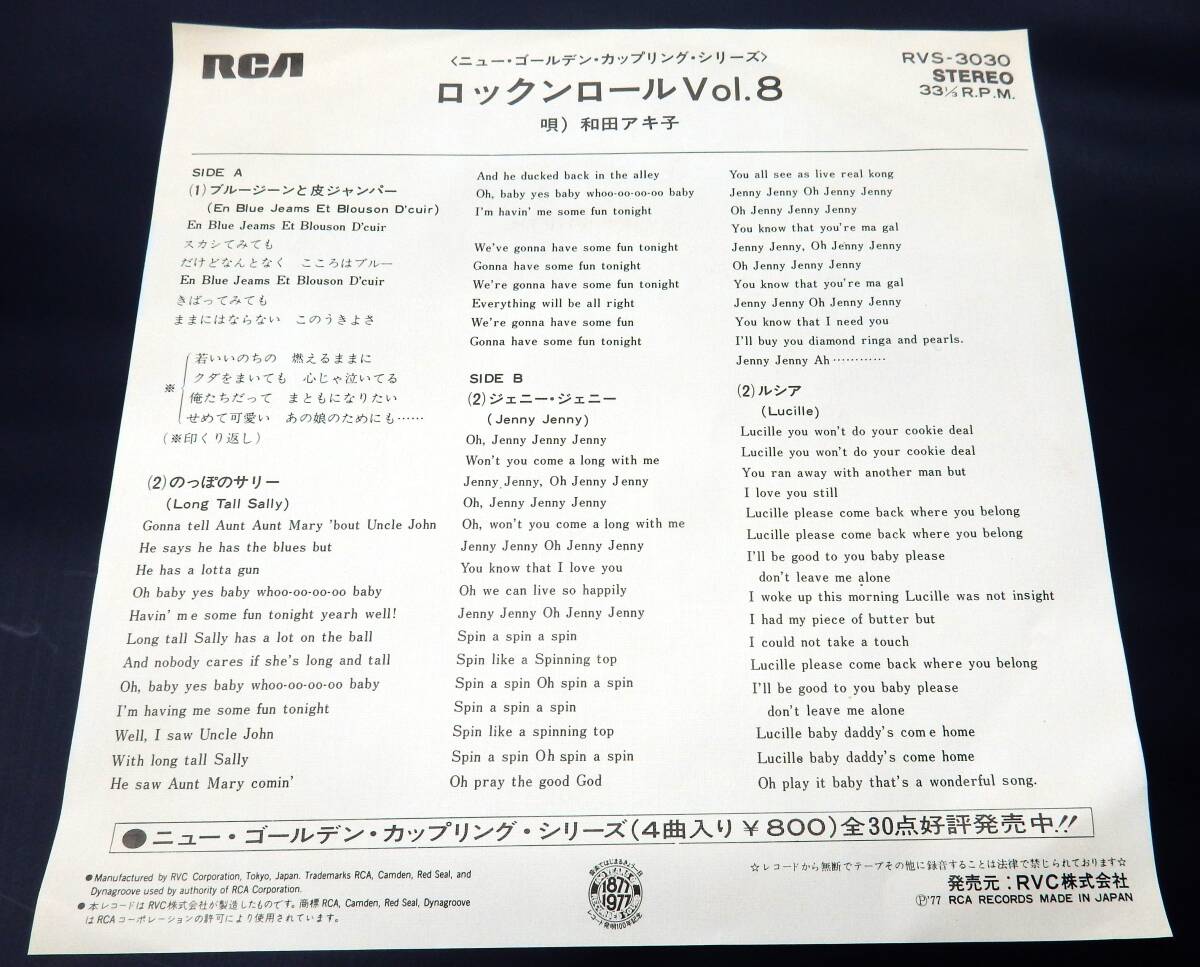 RCA
〈ニュー・ゴールデン・カップリング・シリーズ〉
ロックンロールVol.8
唄）和田アキ子
RVS-3030
STEREO
33⅓ R.P.M.
SIDE A
(1)ブルージーンと皮ジャンパー
(En Blue Jeams Et Blouson D'cuir)
En Blue Jeams Et Blouson D'cuir
スカシてみても
だけどなんとなく　こころはブルー
En Blue Jeams Et Blouson D'cuir
きばってみても
ままにはならない　このうきよさ
※
若いいのちの　燃えるままに
クダをまいても　心じゃ泣いてる
俺たちだって　まともになりたい
せめて可愛い　あの娘のためにも……
(※印くり返し)
(2)のっぽのサリー
(Long Tall Sally)
Gonna tell Aunt Aunt Mary 'bout Uncle John
He says he has the blues but
He has a lotta gun
Oh baby yes baby whoo-oo-oo-oo baby
Havin' me some fun tonight yearh well!
Long tall Sally has a lot on the ball
And nobody cares if she's long and tall
Oh, baby yes baby whoo-oo-oo-oo baby
I'm having me some fun tonight
Well, I saw Uncle John
With long tall Sally
He saw Aunt Mary comin'
And he ducked back in the alley
Oh, baby yes baby whoo-oo-oo-oo baby
I'm havin' me some fun tonight
We've gonna have some fun tonight
Gonna have some fun tonight
We're gonna have some fun tonight
Everything will be all right
We're gonna have some fun
Gonna have some fun tonight
SIDE B
(2)ジェニー・ジェニー
(Jenny Jenny)
Oh, Jenny Jenny Jenny
Won't you come a long with me
Jenny Jenny, Oh Jenny Jenny
Oh, Jenny Jenny Jenny
Oh, won't you come a long with me
Jenny Jenny Oh Jenny Jenny
You know that I love you
Oh we can live so happily
Jenny Jenny Oh Jenny Jenny
Spin a spin a spin
Spin like a Spinning top
Spin a spin Oh spin a spin
Spin a spin a spin
Spin like a spinning top
Spin a spin Oh spin a spin
Oh pray the good God
You all see as live real kong
Jenny Jenny Oh Jenny Jenny
Oh Jenny Jenny Jenny
You know that you're ma gal
Jenny Jenny, Oh Jenny Jenny
Oh Jenny Jenny Jenny
You know that you're ma gal
Jenny Jenny Oh Jenny Jenny
You know that I need you
I'll buy you diamond ringa and pearls.
Jenny Jenny Ah …………
(2)ルシア
(Lucille)
Lucille you won't do your cookie deal
Lucille you won't do your cookie deal
You ran away with another man but
I love you still
Lucille please come back where you belong
Lucille please come back where you belong
I'll be good to you baby please
don't leave me alone
I woke up this morning Lucille was not insight
I had my piece of butter but
I could not take a touch
Lucille please come back where you belong
I'll be good to you baby please
don't leave me alone
Lucille baby daddy's come home
Lucille baby daddy's come home
Oh play it baby that's a wonderful song.
●ニュー・ゴールデン・カップリング・シリーズ(4曲入り￥800)全30点好評発売中!!
●Manufactured by RVC Corporation, Tokyo, Japan. Trademarks RCA, Camden, Red Seal, and
Dynagroove used by authority of RCA Corporation.
●本レコードはRVC株式会社が製造したものです。商標RCA, Camden, Red Seal, Dynagroove
はRCAコーポレーションの許可により使用されています。
1877
1977
レコード発明100年記念
☆レコードから無断でテープその他に録音することは法律で禁じられております☆
発売元：RVC株式会社
Ⓟ'77 RCA RECORDS MADE IN JAPAN